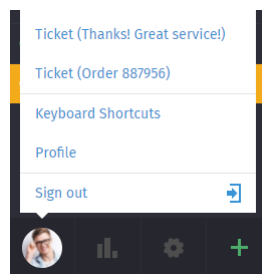 Ticket (Thanks! Great service!)
Ticket (Order 887956)
Keyboard Shortcuts
Profile
Sign out